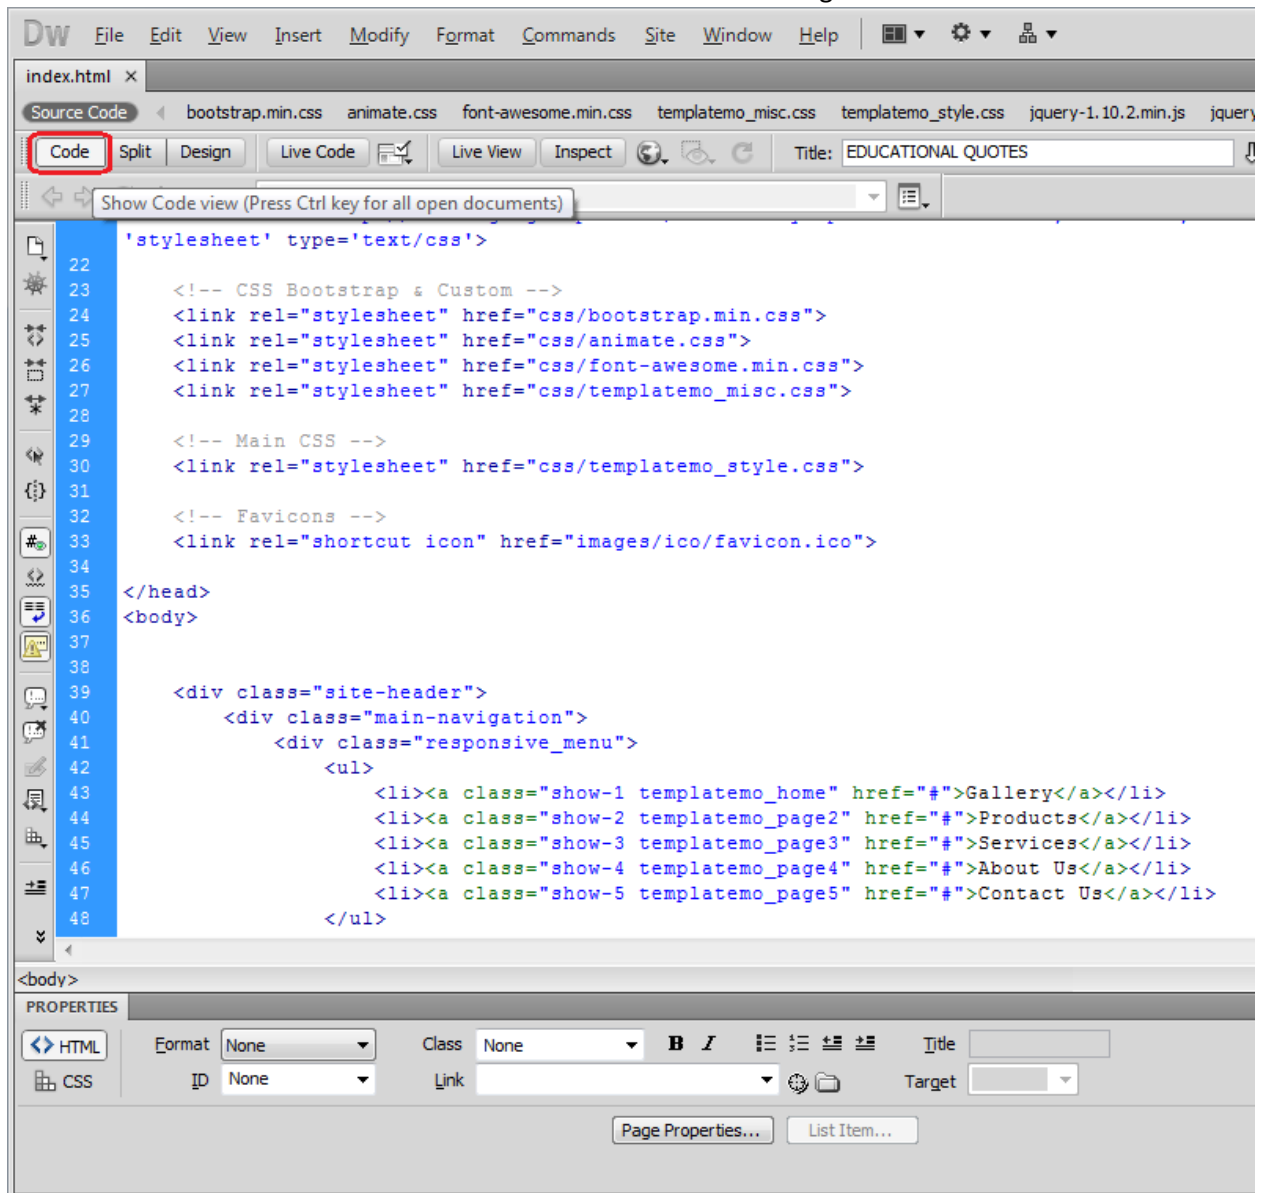 Dw File Edit View Insert Modify Format Commands Site Window Help
index.html ×
Source Code bootstrap.min.css animate.css font-awesome.min.css templatemo_misc.css templatemo_style.css jquery-1.10.2.min.js jquery
Code Split Design Live Code Live View Inspect Title: EDUCATIONAL QUOTES
Show Code view (Press Ctrl key for all open documents)
'stylesheet' type='text/css'>
22
23 <!-- CSS Bootstrap & Custom -->
24 <link rel="stylesheet" href="css/bootstrap.min.css">
25 <link rel="stylesheet" href="css/animate.css">
26 <link rel="stylesheet" href="css/font-awesome.min.css">
27 <link rel="stylesheet" href="css/templatemo_misc.css">
28
29 <!-- Main CSS -->
30 <link rel="stylesheet" href="css/templatemo_style.css">
31
32 <!-- Favicons -->
33 <link rel="shortcut icon" href="images/ico/favicon.ico">
34
35 </head>
36 <body>
37
38
39 <div class="site-header">
40 <div class="main-navigation">
41 <div class="responsive_menu">
42 <ul>
43 <li><a class="show-1 templatemo_home" href="#">Gallery</a></li>
44 <li><a class="show-2 templatemo_page2" href="#">Products</a></li>
45 <li><a class="show-3 templatemo_page3" href="#">Services</a></li>
46 <li><a class="show-4 templatemo_page4" href="#">About Us</a></li>
47 <li><a class="show-5 templatemo_page5" href="#">Contact Us</a></li>
48 </ul>
<body>
PROPERTIES
<> HTML Format None Class None B I Title
CSS ID None Link Target
Page Properties... List Item...